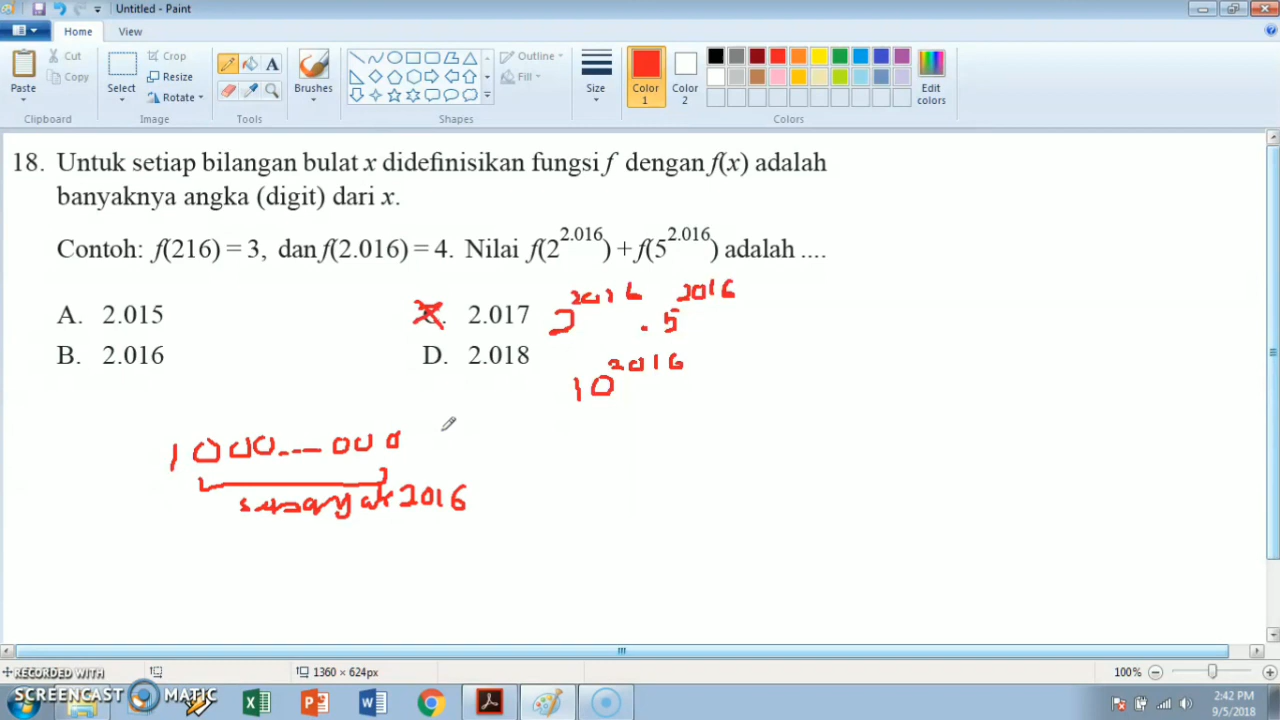 Untitled - Paint
Home View
Paste
Cut
Copy
Clipboard
Select
Crop
Resize
Rotate
Image
A
Tools
Brushes
Outline
Fill
Shapes
Size
Color 1
Color 2
Edit colors
Colors
18. Untuk setiap bilangan bulat x didefinisikan fungsi f dengan f(x) adalah
banyaknya angka (digit) dari x.
Contoh: f(216) = 3, dan f(2.016) = 4. Nilai f(2^2.016) + f(5^2.016) adalah ....
A. 2.015
C. 2.017
2^2016 . 5^2016
B. 2.016
D. 2.018
10^2016
1000...000
sebanyak 2016
1360 × 624px
100%
RECORDED WITH
SCREENCAST MATIC
2:42 PM
9/5/2018